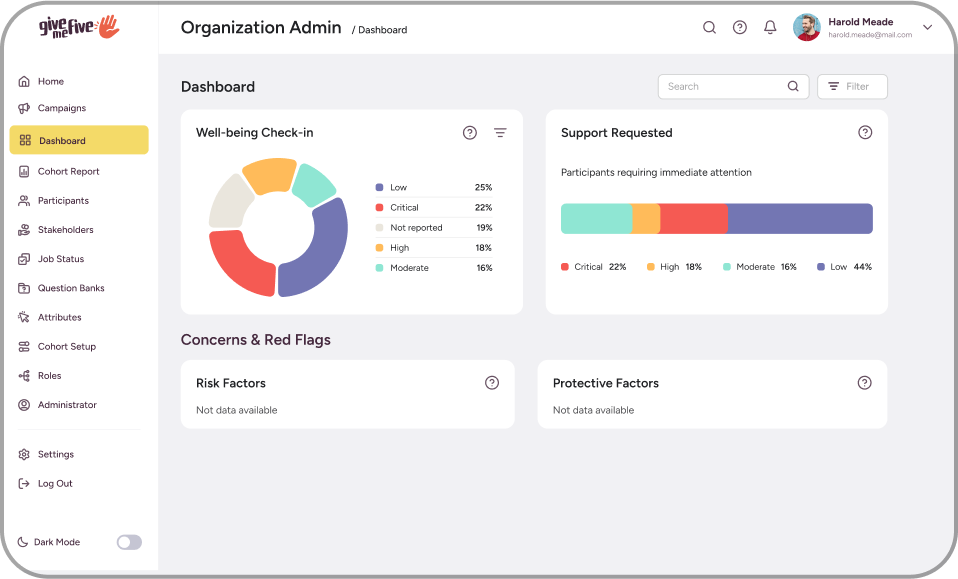 give me five
Organization Admin / Dashboard
Harold Meade
harold.meade@mail.com
Home
Campaigns
Dashboard
Cohort Report
Participants
Stakeholders
Job Status
Question Banks
Attributes
Cohort Setup
Roles
Administrator
Settings
Log Out
Dark Mode
Dashboard
Search
Filter
Well-being Check-in
Low 25%
Critical 22%
Not reported 19%
High 18%
Moderate 16%
Support Requested
Participants requiring immediate attention
Critical 22% High 18% Moderate 16% Low 44%
Concerns & Red Flags
Risk Factors
Not data available
Protective Factors
Not data available